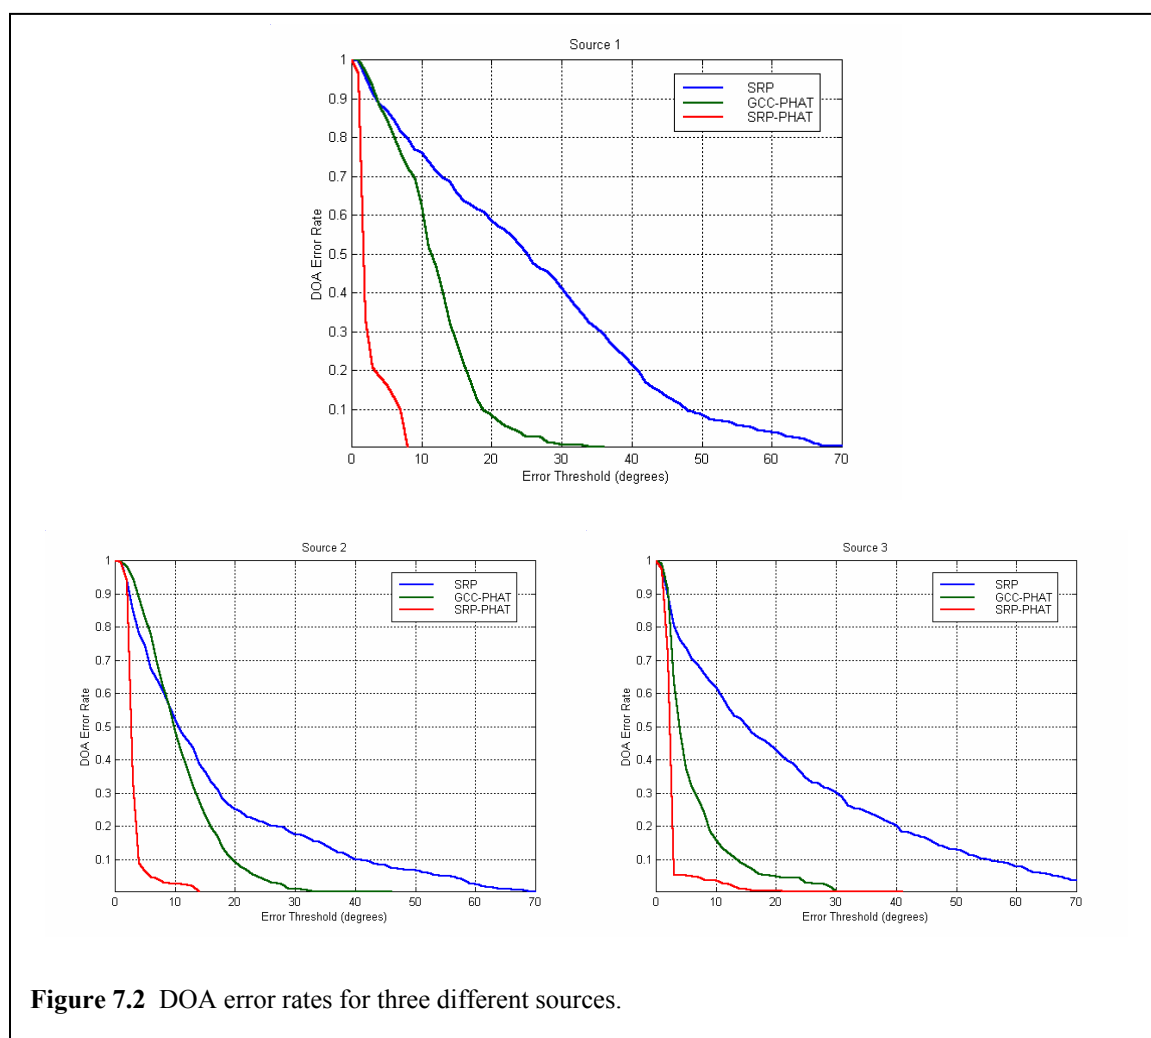 Source 1
SRP
GCC-PHAT
SRP-PHAT
DOA Error Rate
1
0.9
0.8
0.7
0.6
0.5
0.4
0.3
0.2
0.1
0 10 20 30 40 50 60 70
Error Threshold (degrees)
Source 2
SRP
GCC-PHAT
SRP-PHAT
DOA Error Rate
1
0.9
0.8
0.7
0.6
0.5
0.4
0.3
0.2
0.1
0 10 20 30 40 50 60 70
Error Threshold (degrees)
Source 3
SRP
GCC-PHAT
SRP-PHAT
DOA Error Rate
1
0.9
0.8
0.7
0.6
0.5
0.4
0.3
0.2
0.1
0 10 20 30 40 50 60 70
Error Threshold (degrees)
Figure 7.2 DOA error rates for three different sources.